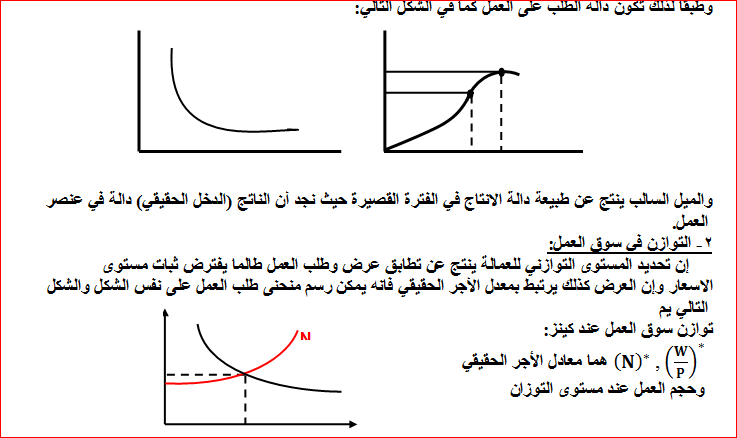 وطبقا لذلك تكون دالة الطلب على العمل كما في الشكل التالي:
والميل السالب ينتج عن طبيعة دالة الانتاج في الفترة القصيرة حيث نجد أن الناتج (الدخل الحقيقي) دالة في عنصر
العمل.
٢ـ التوازن في سوق العمل:
إن تحديد المستوى التوازني للعمالة ينتج عن تطابق عرض وطلب العمل طالما يفترض ثبات مستوى
الاسعار وإن العرض كذلك يرتبط بمعدل الأجر الحقيقي فانه يمكن رسم منحنى طلب العمل على نفس الشكل والشكل
التالي يم
توازن سوق العمل عند كينز:
(W/P)* , (N)* هما معادل الأجر الحقيقي
وحجم العمل عند مستوى التوزان